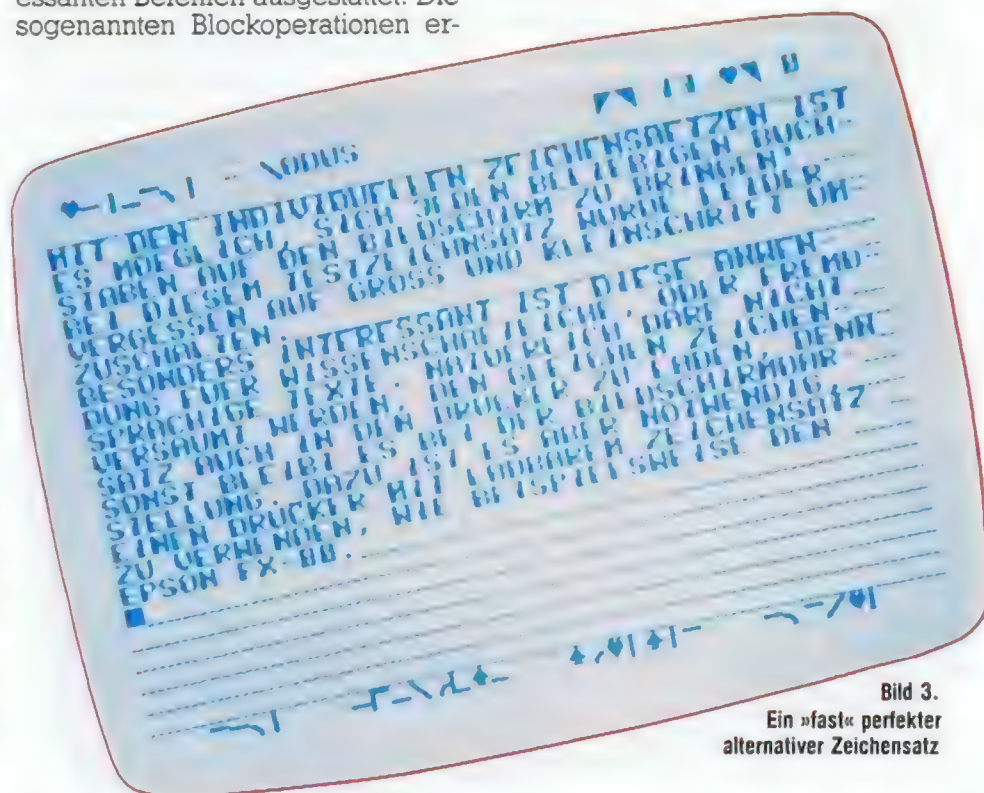 essanten Befehlen ausgestattet. Die
sogenannten Blockoperationen er-
ODUS
MIT DEN INDIVIDUELLEN ZEICHENSAETZEN IST
ES MOEGLICH, SICH JEDEN BELIEBIGEN BUCH-
STABEN AUF DEN BILDSCHIRM ZU BRINGEN!
BEI DIESEM TESTZEICHNSATZ WURDE LEIDER
VERGESSEN AUF GROSS UND KLEINSCHRIFT UM-
ZUSCHALTEN.
BESONDERS INTERESSANT IST DIESE ANWEN-
DUNG FUER ODER FREMD-
SPRACHIGE TEXTE. NATUERLICH DARF NICHT
VERSAUMT WERDEN, DEN GLEICHEN ZEICHEN-
SATZ AUCH IN DEN DRUCKER ZU LADEN, DENN
SONST BLEIBT ES BEI DER BILDSCHIRMDAR-
STELLUNG. DAZU IST ES ABER NOTWENDIG,
EINEN DRUCKER MIT LADBAREM ZEICHENSATZ
ZU VERWENDEN, WIE BEISPIELSWEISE DEN
EPSON FX-80.
Bild 3.
Ein »fast« perfekter
alternativer Zeichensatz